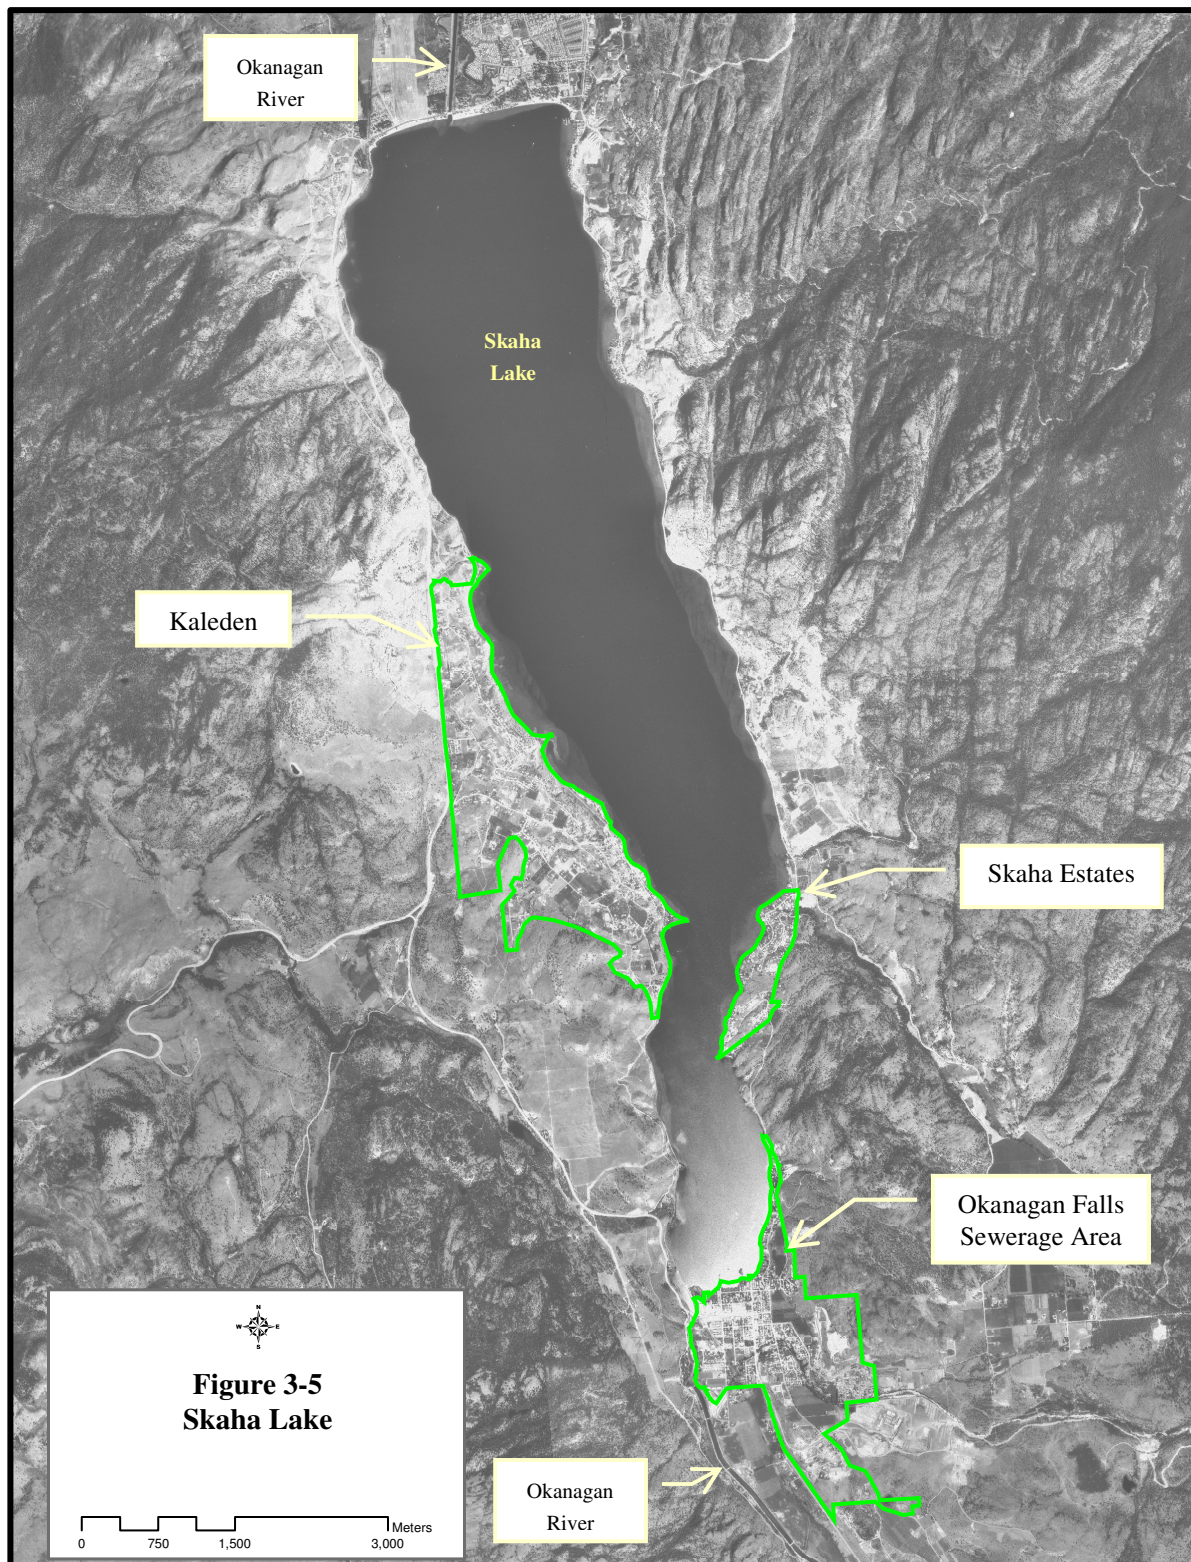 Okanagan
River
Skaha
Lake
Kaleden
Skaha Estates
Okanagan Falls
Sewerage Area
N
W E
S
Figure 3-5
Skaha Lake
Okanagan
River
Meters
0 750 1,500 3,000